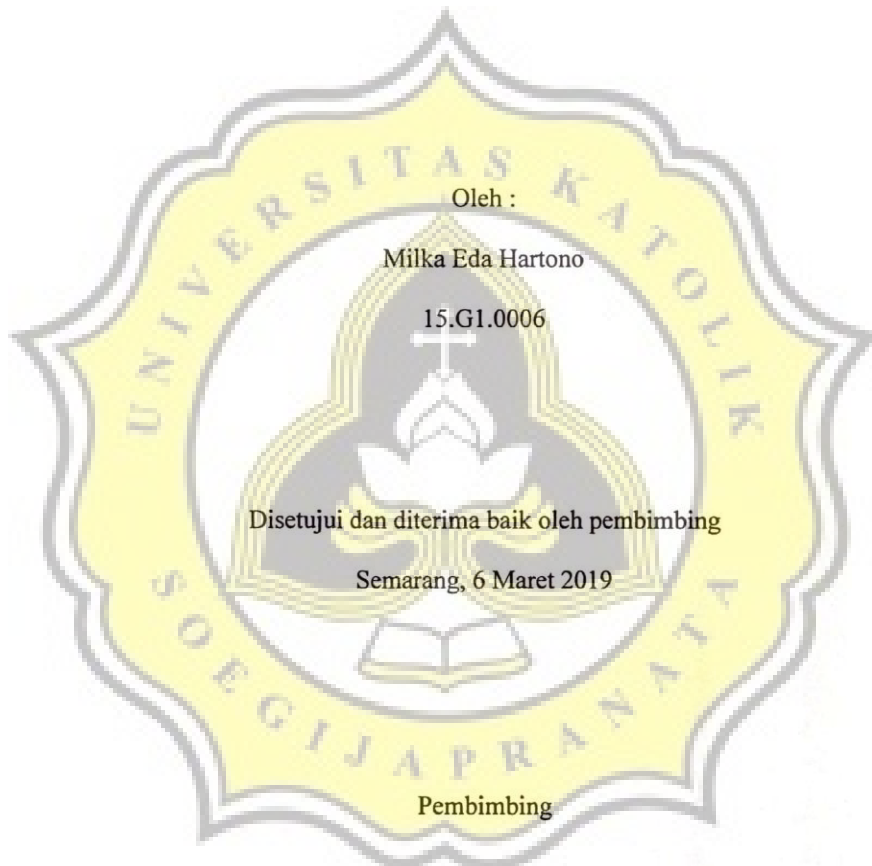 UNIVERSITAS KATOLIK
Oleh :
Milka Eda Hartono
15.G1.0006
Disetujui dan diterima baik oleh pembimbing
Semarang, 6 Maret 2019
SOEGIJAPRANATA
Pembimbing